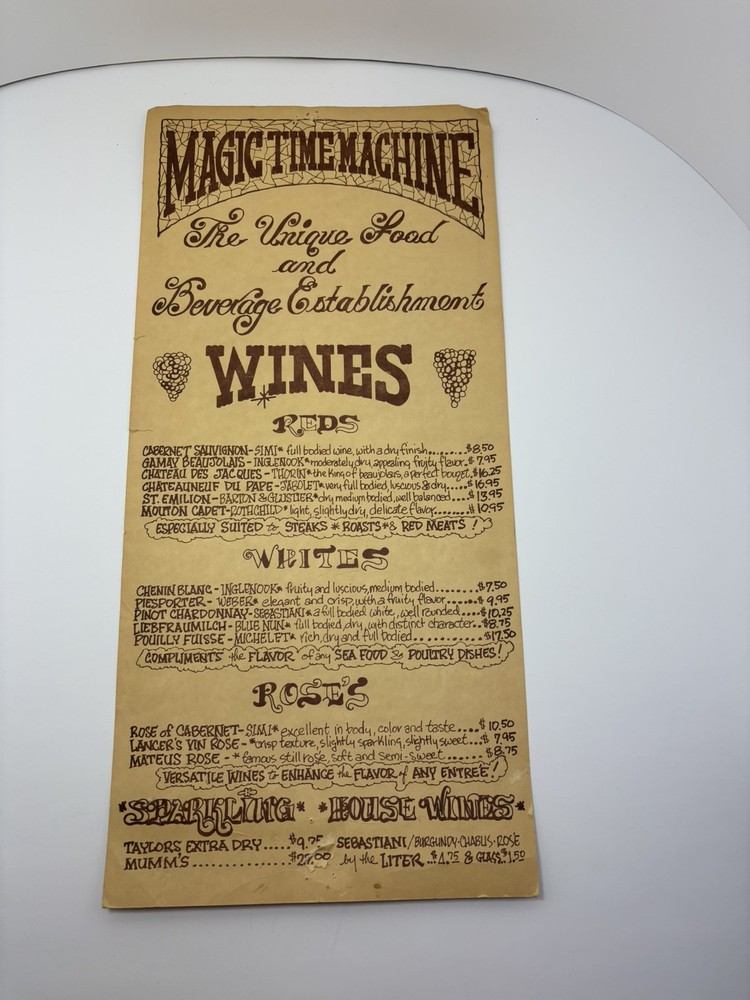 MAGIC TIME MACHINE
The Unique Food
and
Beverage Establishment
WINES
REDS
CABERNET SAUVIGNON-SIMI* full bodied wine, with a dry finish........$8.50
GAMAY BEAUJOLAIS - INGLENOOK* moderately dry, appealing fruity flavor..$7.95
CHATEAU DES JACQUES - THORIN* the king of beaujolais, a perfect boquet.$16.25
CHATEAUNEUF DU PAPE - JABOLET* very full bodied, luscious & dry.....$16.95
ST. EMILION - BARTON & GUESTIER* dry medium bodied, well balanced....$13.95
MOUTON CADET-ROTHCHILD* light, slightly dry, delicate flavor........$10.95
ESPECIALLY SUITED to STEAKS * ROASTS * & RED MEATS !
WHITES
CHENIN BLANC - INGLENOOK* fruity and luscious, medium bodied........$7.50
PIESPORTER - WEBER* elegant and crisp, with a fruity flavor......$9.95
PINOT CHARDONNAY-SEBASTIANI* a full bodied white, well rounded....$10.25
LIEBFRAUMILCH - BLUE NUN* full bodied, dry, with distinct character..$8.75
POUILLY FUISSE - MICHELET* rich, dry and full bodied............$17.50
COMPLIMENTS the FLAVOR of any SEA FOOD & POULTRY DISHES!
ROSE'S
ROSE of CABERNET-SIMI* excellent in body, color and taste....$10.50
LANCER'S VIN ROSE - *crisp texture, slightly sparkling, slightly sweet...$7.95
MATEUS ROSE - *famous still rose, soft and semi-sweet......$8.75
VERSATILE WINES to ENHANCE the FLAVOR of ANY ENTREE!
*SPARKLING* *HOUSE WINES*
TAYLORS EXTRA DRY.....$9.75 SEBASTIANI/BURGUNDY·CHABLIS·ROSE
MUMM'S.............$27.00 by the LITER..$4.75 & GLASS $1.50